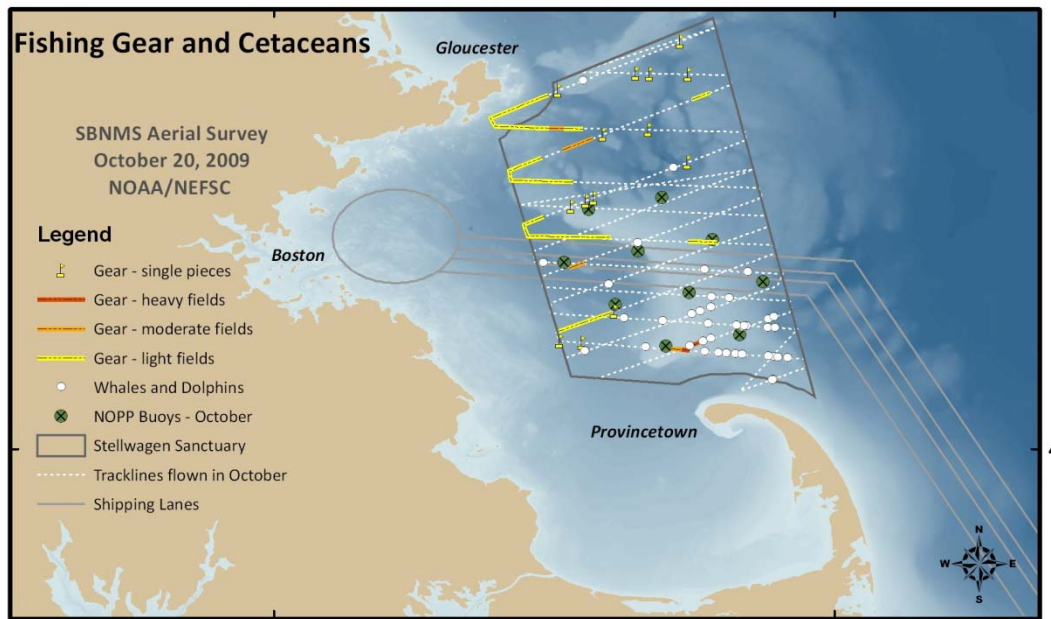 Fishing Gear and Cetaceans
Gloucester
SBNMS Aerial Survey
October 20, 2009
NOAA/NEFSC
Legend
Gear - single pieces
Gear - heavy fields
Gear - moderate fields
Gear - light fields
Whales and Dolphins
NOPP Buoys - October
Stellwagen Sanctuary
Tracklines flown in October
Shipping Lanes
Boston
Provincetown
N
W E
S